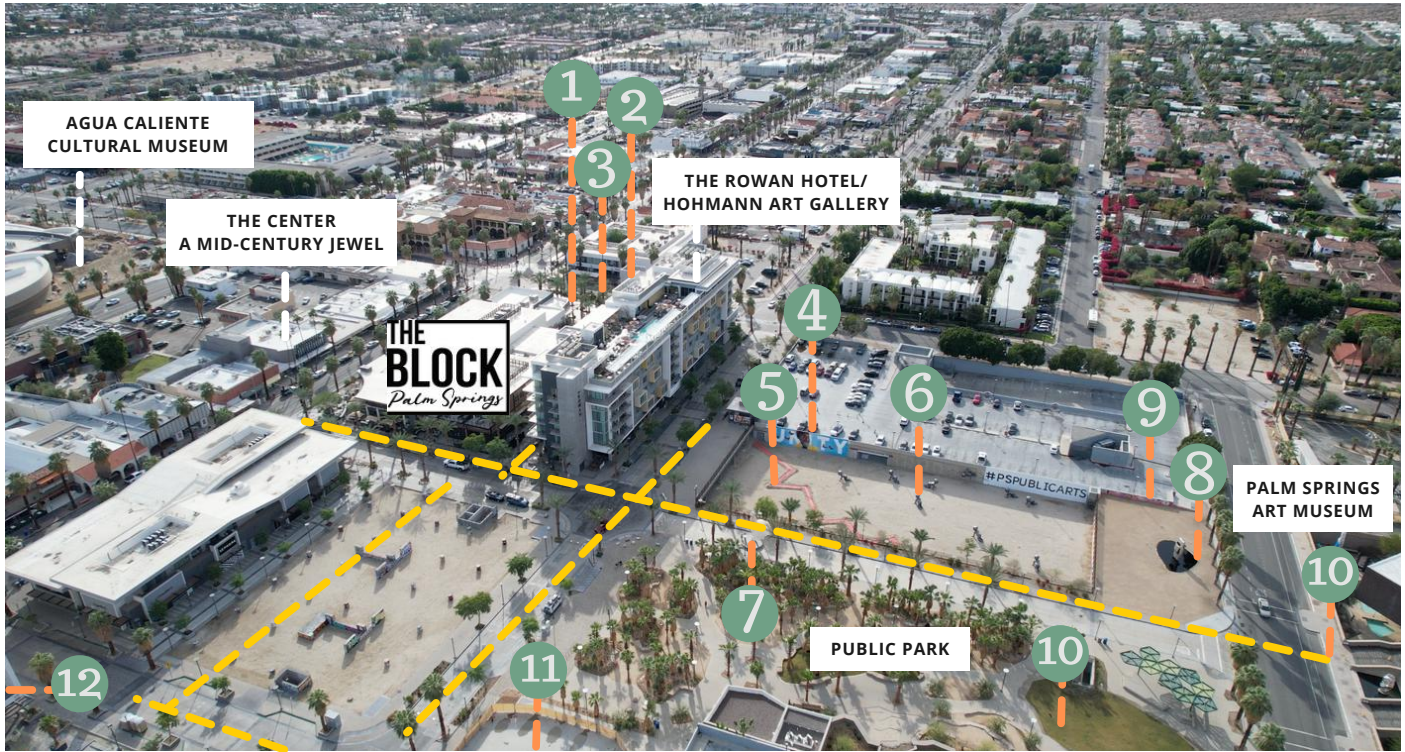 1
2
AGUA CALIENTE
CULTURAL MUSEUM
3
THE ROWAN HOTEL/
HOHMANN ART GALLERY
THE CENTER
A MID-CENTURY JEWEL
4
THE
BLOCK
Palm Springs
5
6
9
8
#PSPUBLICARTS
PALM SPRINGS
ART MUSEUM
10
7
PUBLIC PARK
10
11
12